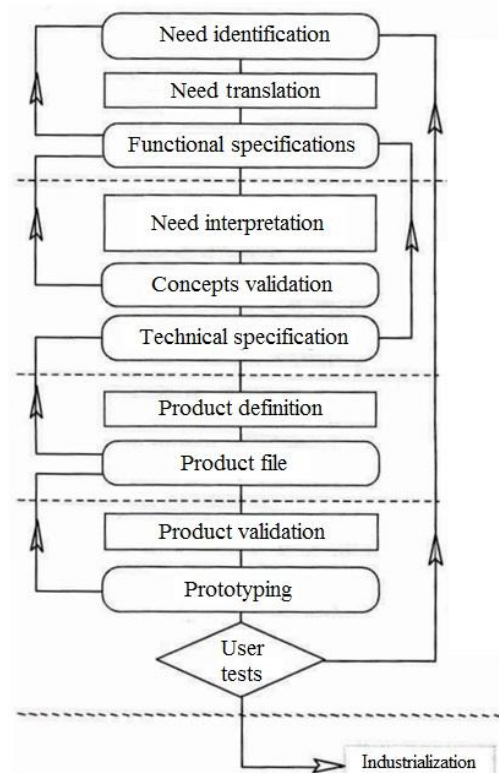 Need identification
Need translation
Functional specifications
Need interpretation
Concepts validation
Technical specification
Product definition
Product file
Product validation
Prototyping
User
tests
Industrialization